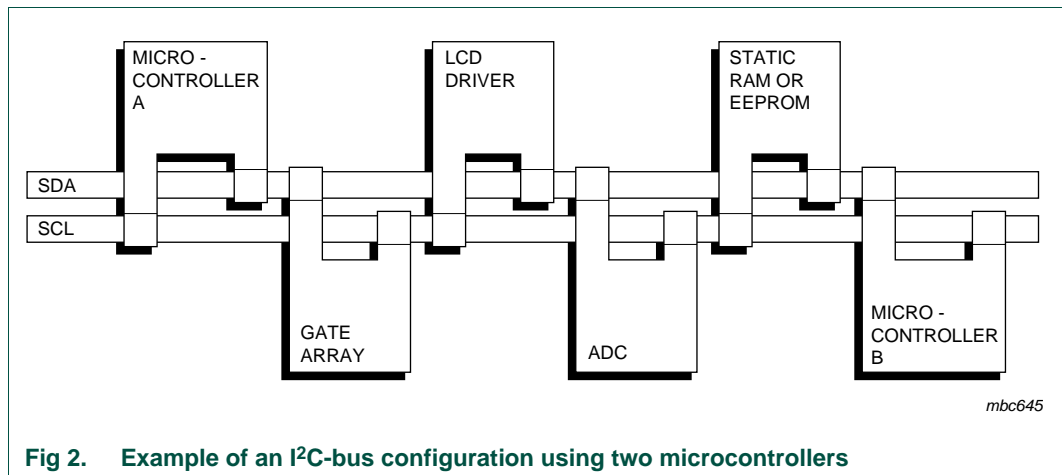 MICRO -
CONTROLLER
A
LCD
DRIVER
STATIC
RAM OR
EEPROM
SDA
SCL
GATE
ARRAY
ADC
MICRO -
CONTROLLER
B
mbc645
Fig 2. Example of an I²C-bus configuration using two microcontrollers